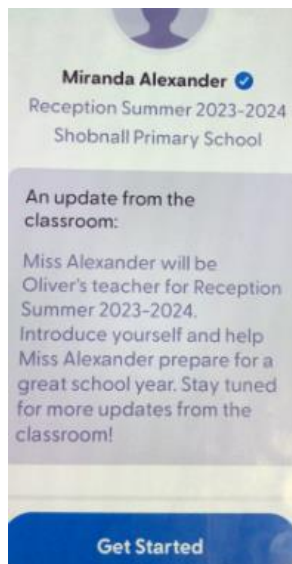 Miranda Alexander
Reception Summer 2023-2024
Shobnall Primary School
An update from the
classroom:
Miss Alexander will be
Oliver's teacher for Reception
Summer 2023-2024.
Introduce yourself and help
Miss Alexander prepare for a
great school year. Stay tuned
for more updates from the
classroom!
Get Started